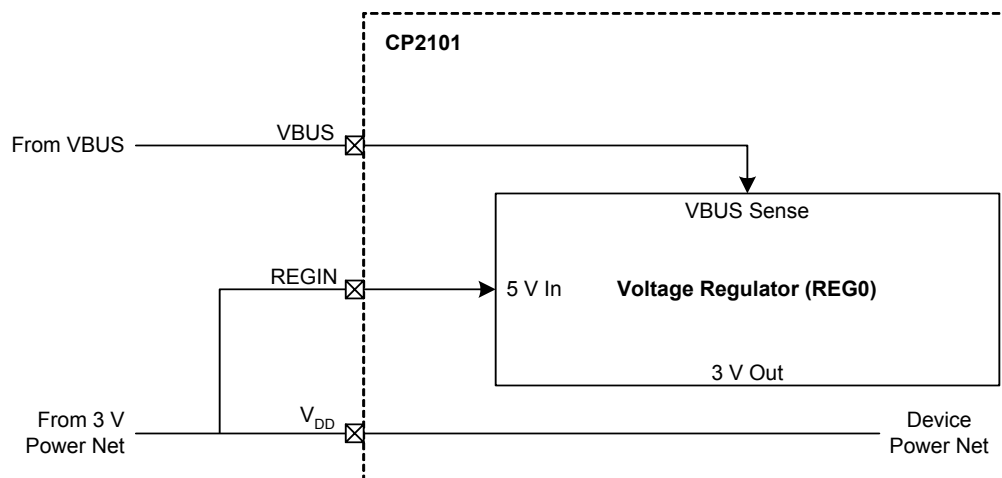 CP2101
VBUS
From VBUS
VBUS Sense
REGIN
5 V In
Voltage Regulator (REG0)
3 V Out
From 3 V
Power Net
VDD
Device
Power Net